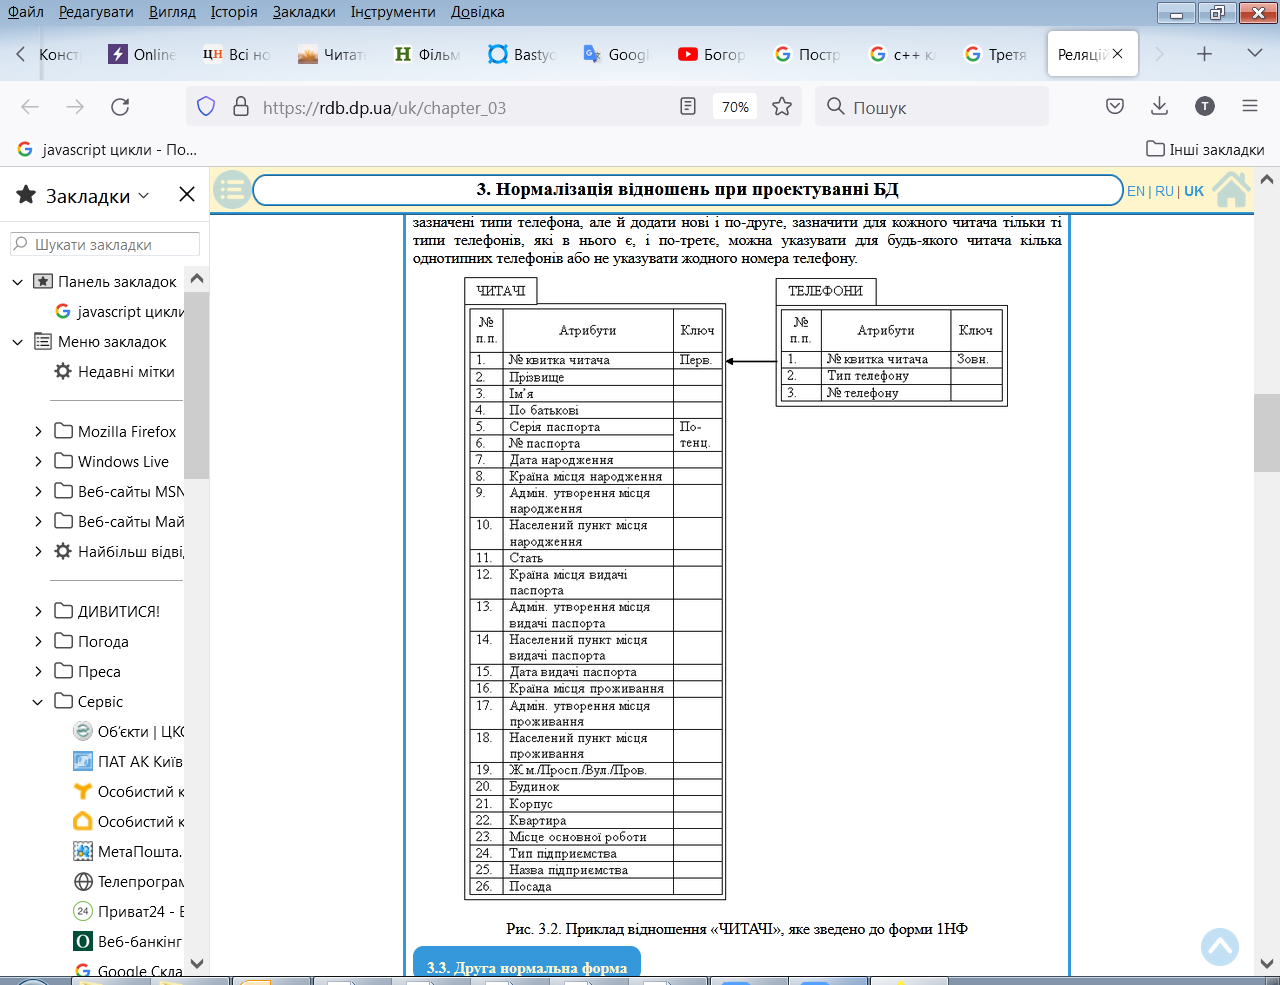 Файл Редагувати Вигляд Історія Закладки Інструменти Довідка
Конст Online ЦН Всі но Читат Н Фільм Bastyo Googl Богор Постр c++ кл Третя Реляцій
https://rdb.dp.ua/uk/chapter_03 70% Пошук T
javascript цикли - По... Інші закладки
Закладки
Шукати закладки
Панель закладок
javascript цикли
Меню закладок
Недавні мітки
Mozilla Firefox
Windows Live
Веб-сайты MSN
Веб-сайты Май
Найбільш відві
ДИВИТИСЯ!
Погода
Преса
Сервіс
Об’єкти | ЦКС
ПАТ АК Київ
Особистий к
Особистий к
МетаПошта.
Телепрограм
24 Приват24 - В
Веб-банкінг
Google Скла
3. Нормалізація відношень при проектуванні БД
EN | RU | UK
зазначені типи телефона, але й додати нові і по-друге, зазначити для кожного читача тільки ті
типи телефонів, які в нього є, і по-третє, можна указувати для будь-якого читача кілька
однотипних телефонів або не указувати жодного номера телефону.
ЧИТАЧІ
№ п.п. Атрибути Ключ
1. № квитка читача Перв.
2. Прізвище
3. Ім’я
4. По батькові
5. Серія паспорта По-
6. № паспорта тенц.
7. Дата народження
8. Країна місця народження
9. Адмін. утворення місця
народження
10. Населений пункт місця
народження
11. Стать
12. Країна місця видачі
паспорта
13. Адмін. утворення місця
видачі паспорта
14. Населений пункт місця
видачі паспорта
15. Дата видачі паспорта
16. Країна місця проживання
17. Адмін. утворення місця
проживання
18. Населений пункт місця
проживання
19. Ж.м./Просп./Вул./Пров.
20. Будинок
21. Корпус
22. Квартира
23. Місце основної роботи
24. Тип підприємства
25. Назва підприємства
26. Посада
ТЕЛЕФОНИ
№ п.п. Атрибути Ключ
1. № квитка читача Зовн.
2. Тип телефону
3. № телефону
Рис. 3.2. Приклад відношення «ЧИТАЧІ», яке зведено до форми 1НФ
3.3. Друга нормальна форма